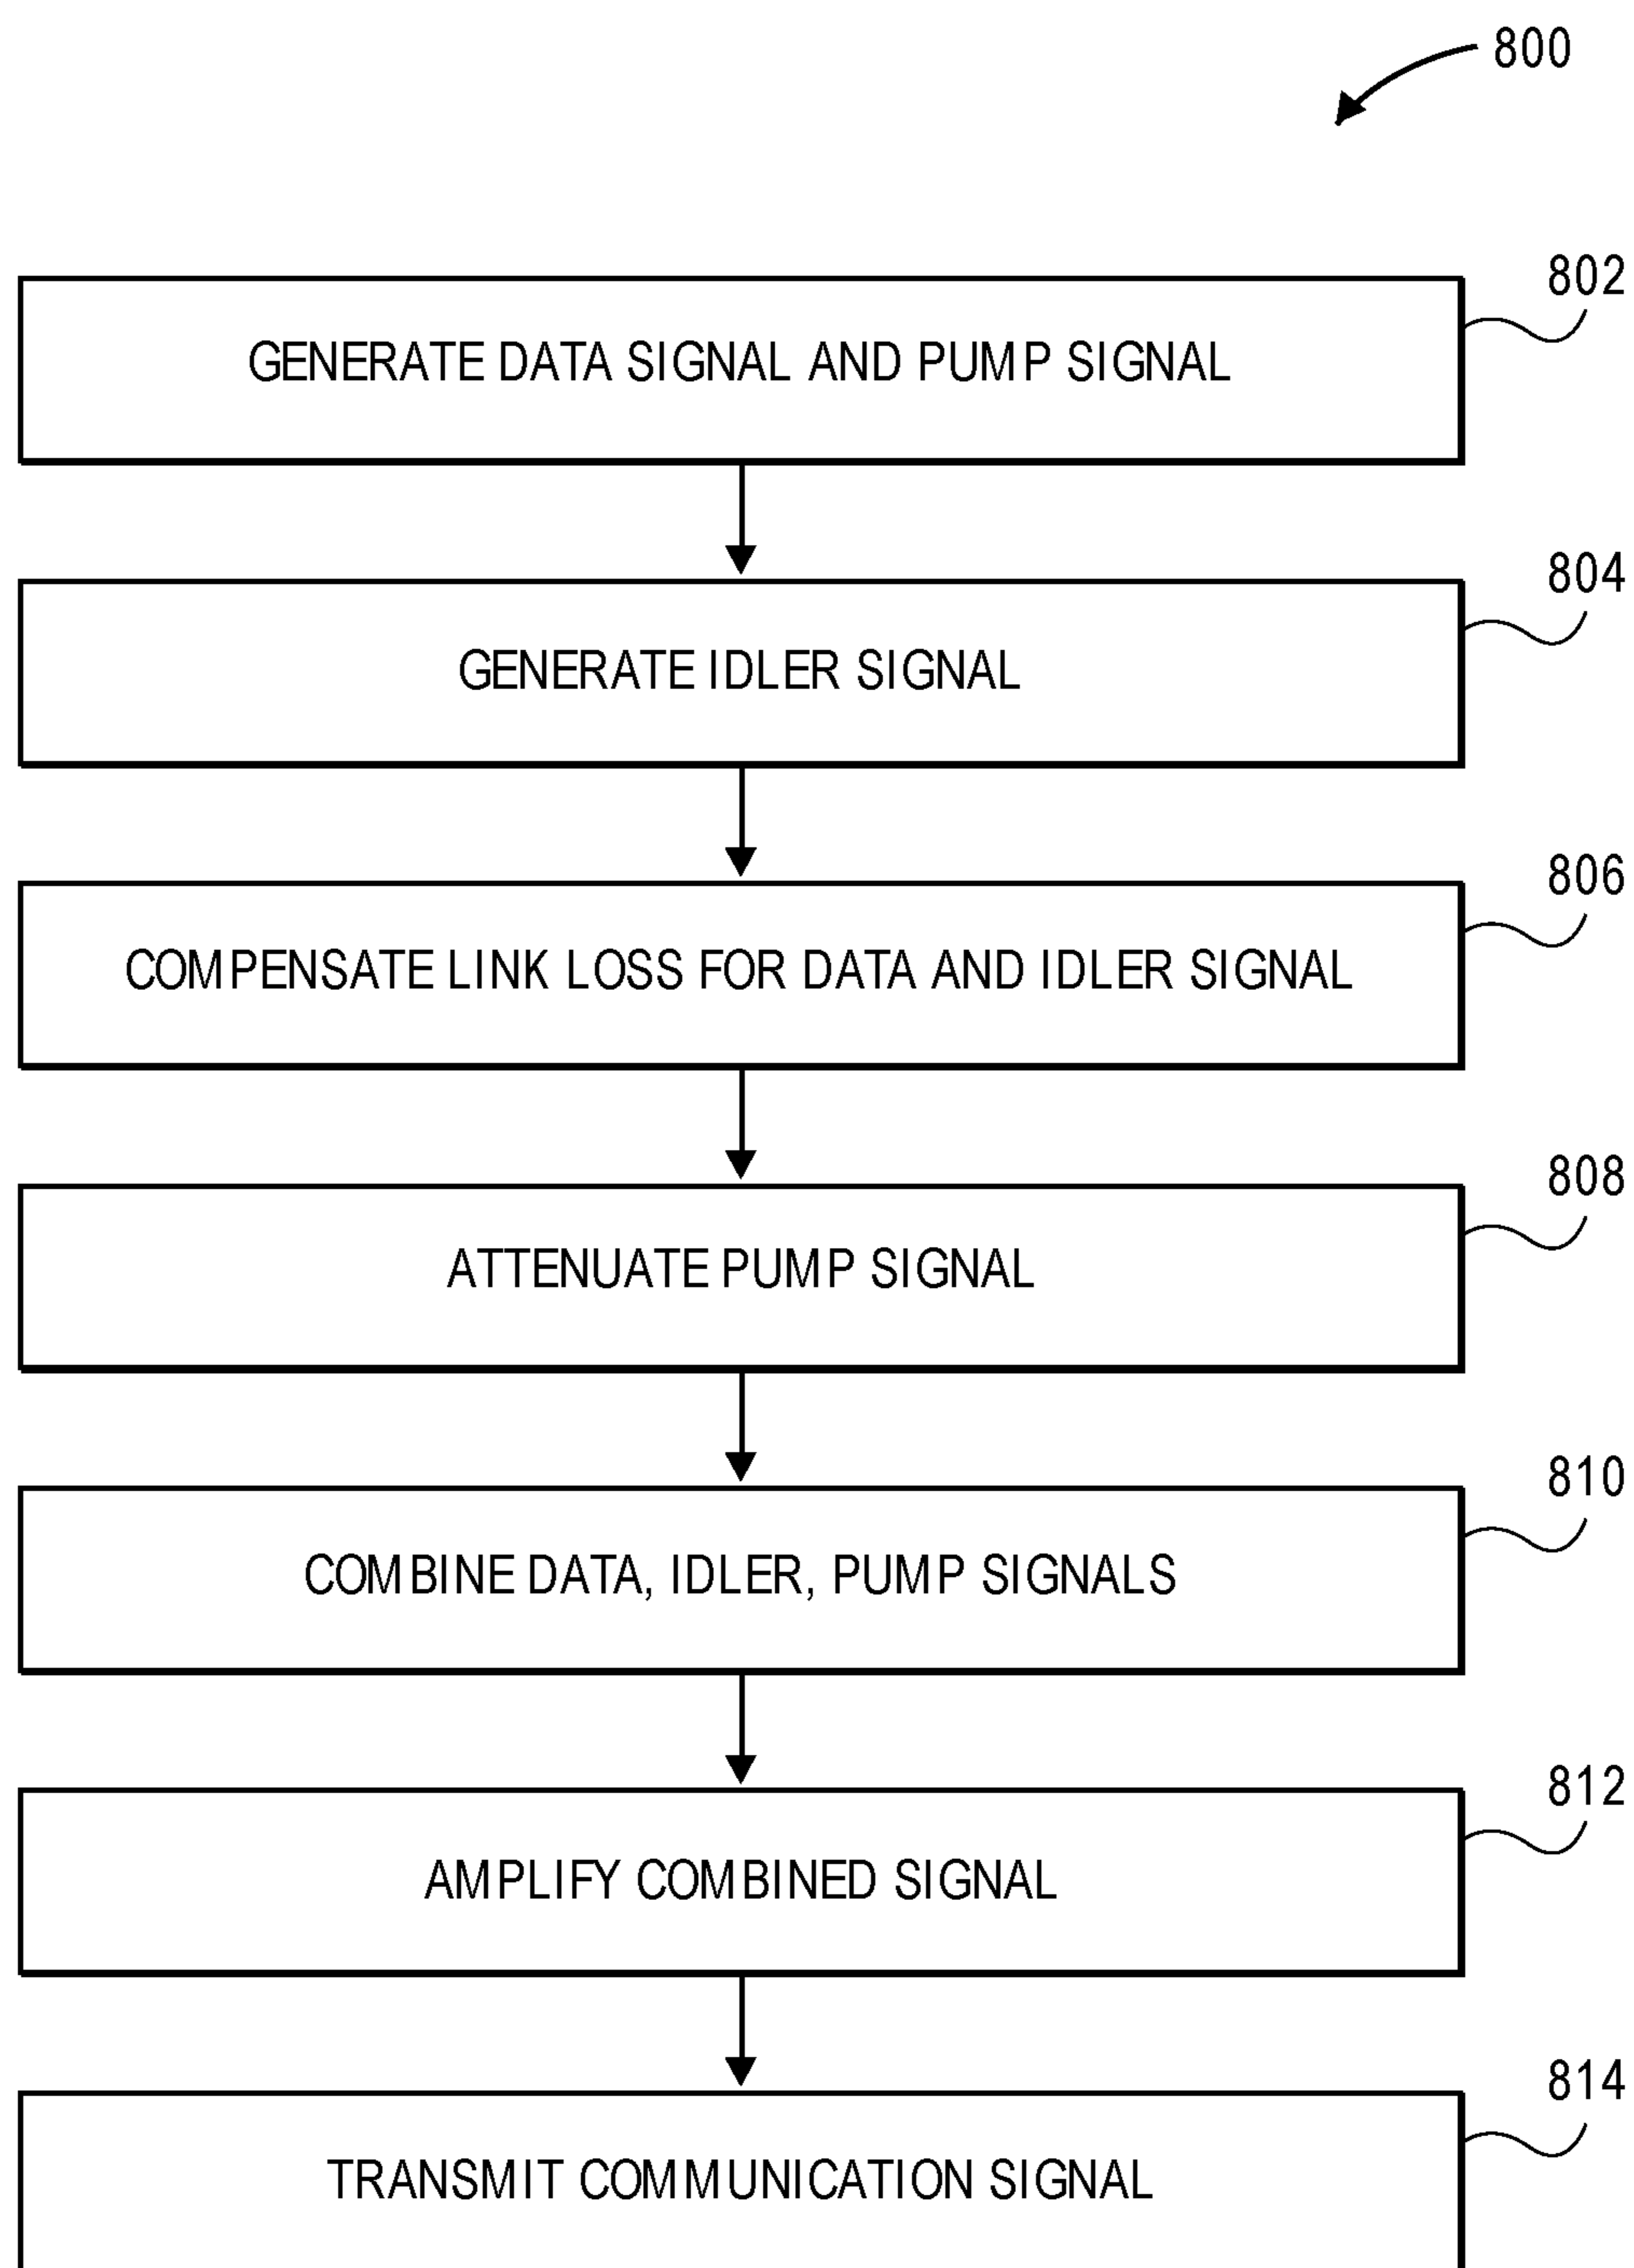 800
802
GENERATE DATA SIGNAL AND PUMP SIGNAL
804
GENERATE IDLER SIGNAL
806
COMPENSATE LINK LOSS FOR DATA AND IDLER SIGNAL
808
ATTENUATE PUMP SIGNAL
810
COMBINE DATA, IDLER, PUMP SIGNALS
812
AMPLIFY COMBINED SIGNAL
814
TRANSMIT COMMUNICATION SIGNAL